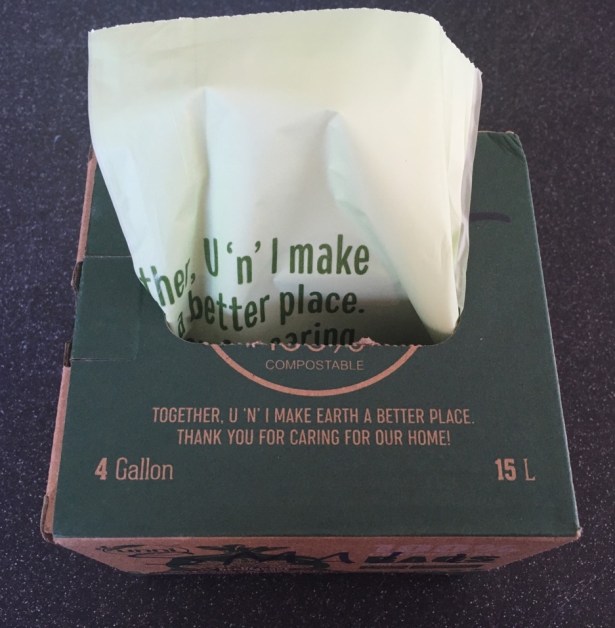 U 'n' I make
better place.
COMPOSTABLE
TOGETHER, U 'N' I MAKE EARTH A BETTER PLACE.
THANK YOU FOR CARING FOR OUR HOME!
4 Gallon
15 L